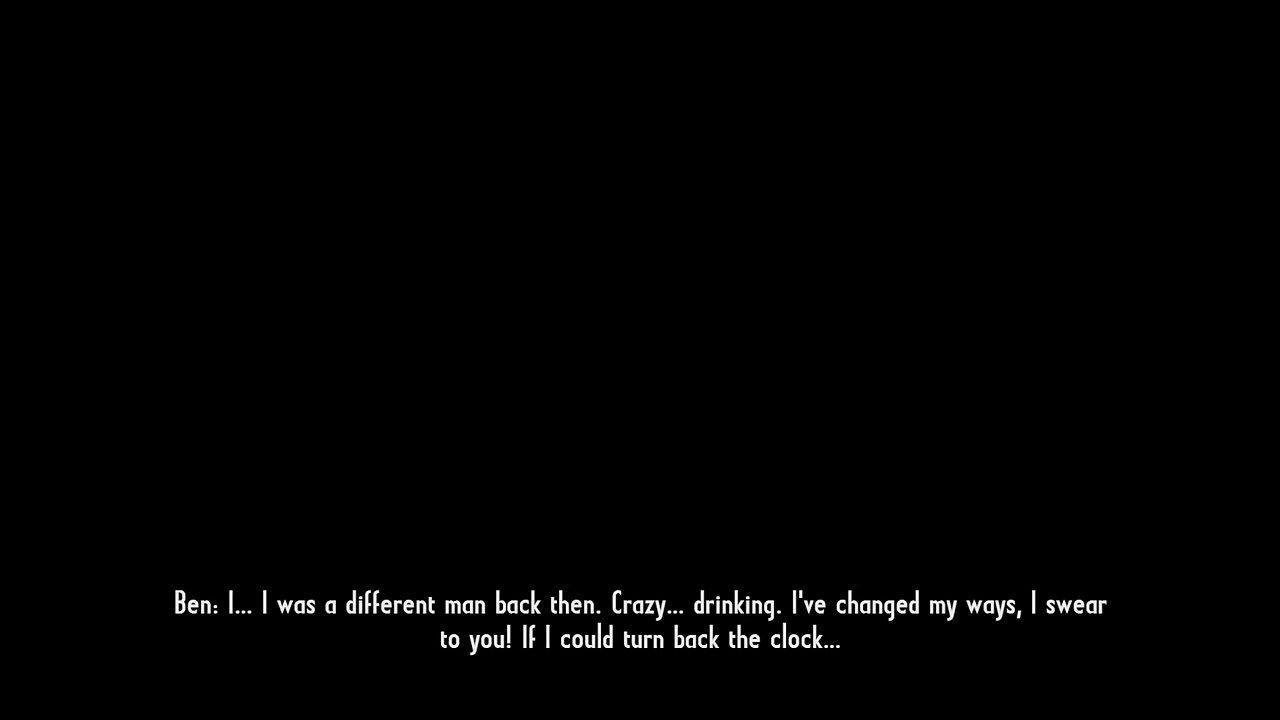 Ben: I... I was a different man back then. Crazy... drinking. I've changed my ways, I swear
to you! If I could turn back the clock...